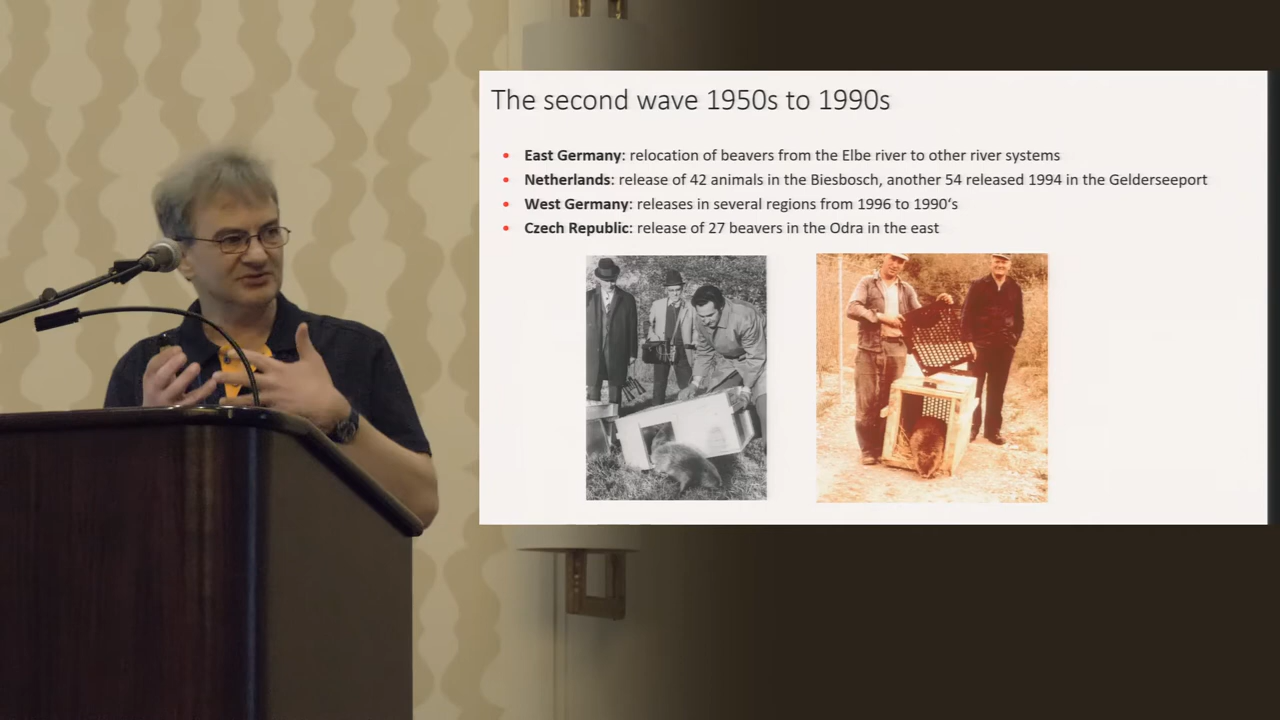 The second wave 1950s to 1990s
• East Germany: relocation of beavers from the Elbe river to other river systems
• Netherlands: release of 42 animals in the Biesbosch, another 54 released 1994 in the Gelderseeport
• West Germany: releases in several regions from 1996 to 1990‘s
• Czech Republic: release of 27 beavers in the Odra in the east